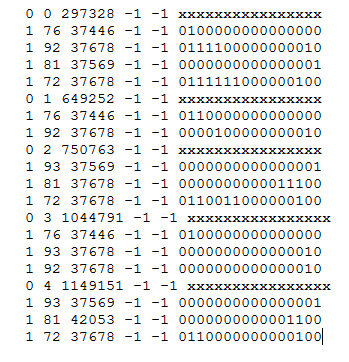 0 0 297328 -1 -1 xxxxxxxxxxxxxxxx
1 76 37446 -1 -1 0100000000000000
1 92 37678 -1 -1 0111100000000010
1 81 37569 -1 -1 0000000000000001
1 72 37678 -1 -1 0111111000000100
0 1 649252 -1 -1 xxxxxxxxxxxxxxxx
1 76 37446 -1 -1 0110000000000000
1 92 37678 -1 -1 0000100000000010
0 2 750763 -1 -1 xxxxxxxxxxxxxxxx
1 93 37569 -1 -1 0000000000000001
1 81 37678 -1 -1 0000000000011100
1 72 37678 -1 -1 0110011000000100
0 3 1044791 -1 -1 xxxxxxxxxxxxxxxx
1 76 37446 -1 -1 0100000000000000
1 93 37678 -1 -1 0000000000000010
1 92 37678 -1 -1 0000000000000010
0 4 1149151 -1 -1 xxxxxxxxxxxxxxxx
1 93 37569 -1 -1 0000000000000001
1 81 42053 -1 -1 0000000000001100
1 72 37678 -1 -1 0110000000000100